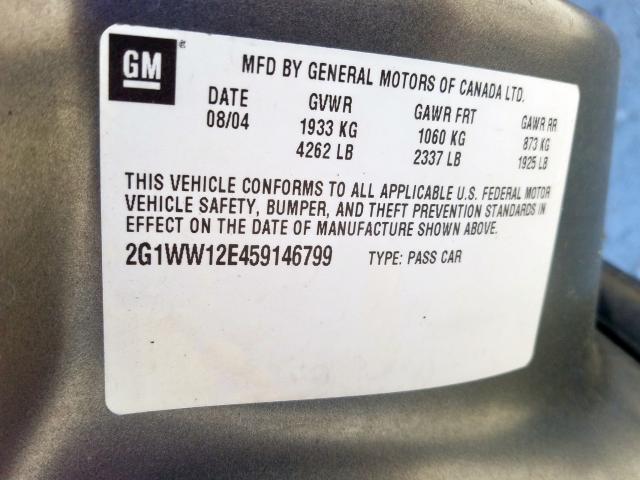 GM
MFD BY GENERAL MOTORS OF CANADA LTD.
DATE GVWR GAWR FRT GAWR RR
08/04 1933 KG 1060 KG 873 KG
4262 LB 2337 LB 1925 LB
THIS VEHICLE CONFORMS TO ALL APPLICABLE U.S. FEDERAL MOTOR
VEHICLE SAFETY, BUMPER, AND THEFT PREVENTION STANDARDS IN
EFFECT ON THE DATE OF MANUFACTURE SHOWN ABOVE.
2G1WW12E459146799 TYPE: PASS CAR